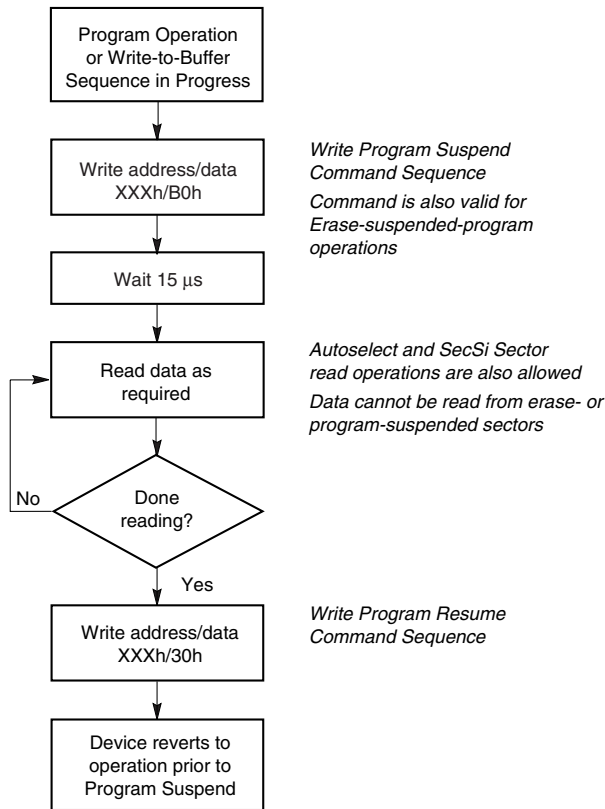 Program Operation
or Write-to-Buffer
Sequence in Progress
Write address/data
XXXh/B0h
Write Program Suspend
Command Sequence
Command is also valid for
Erase-suspended-program
operations
Wait 15 μs
Read data as
required
Autoselect and SecSi Sector
read operations are also allowed
Data cannot be read from erase- or
program-suspended sectors
No
Done
reading?
Yes
Write address/data
XXXh/30h
Write Program Resume
Command Sequence
Device reverts to
operation prior to
Program Suspend